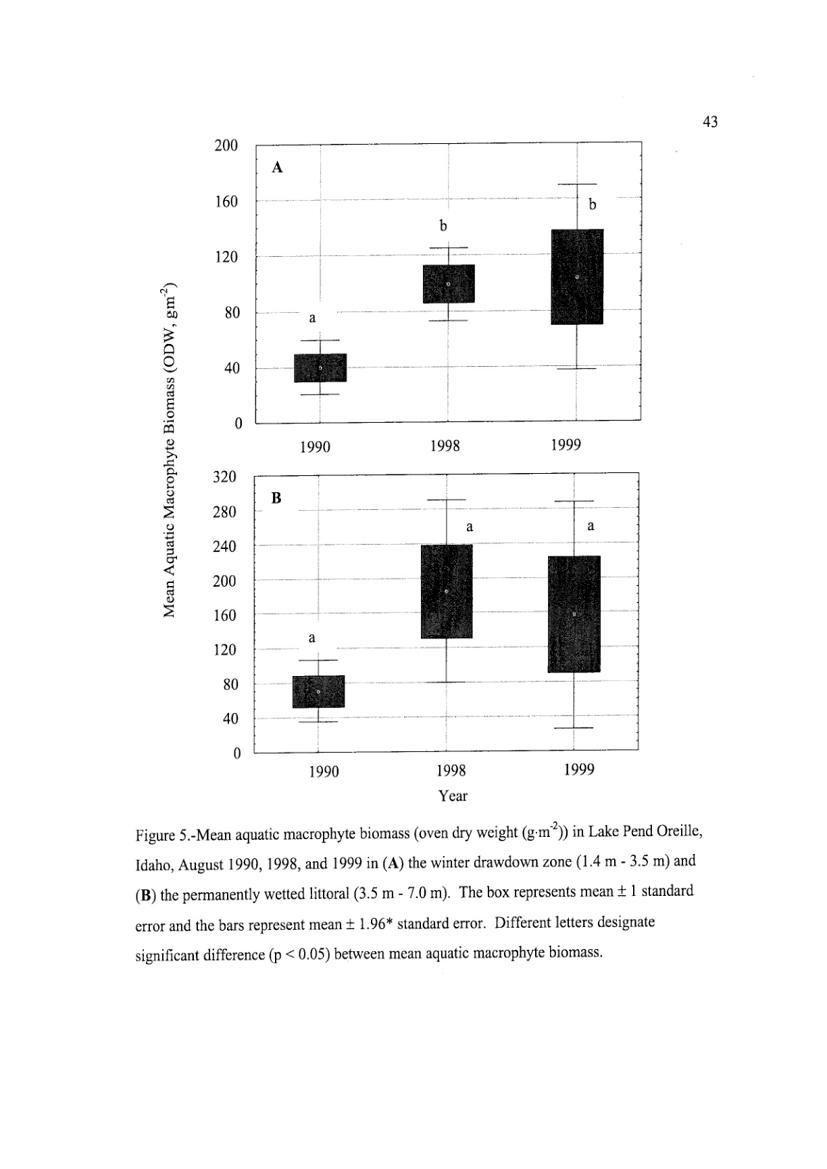 43
200
A
160
b
b
120
80
a
40
0
1990 1998 1999
Mean Aquatic Macrophyte Biomass (ODW, gm⁻²)
320
B
280
a a
240
200
160
a
120
80
40
0
1990 1998 1999
Year
Figure 5.-Mean aquatic macrophyte biomass (oven dry weight (g·m⁻²)) in Lake Pend Oreille,
Idaho, August 1990, 1998, and 1999 in (A) the winter drawdown zone (1.4 m - 3.5 m) and
(B) the permanently wetted littoral (3.5 m - 7.0 m). The box represents mean ± 1 standard
error and the bars represent mean ± 1.96* standard error. Different letters designate
significant difference (p < 0.05) between mean aquatic macrophyte biomass.